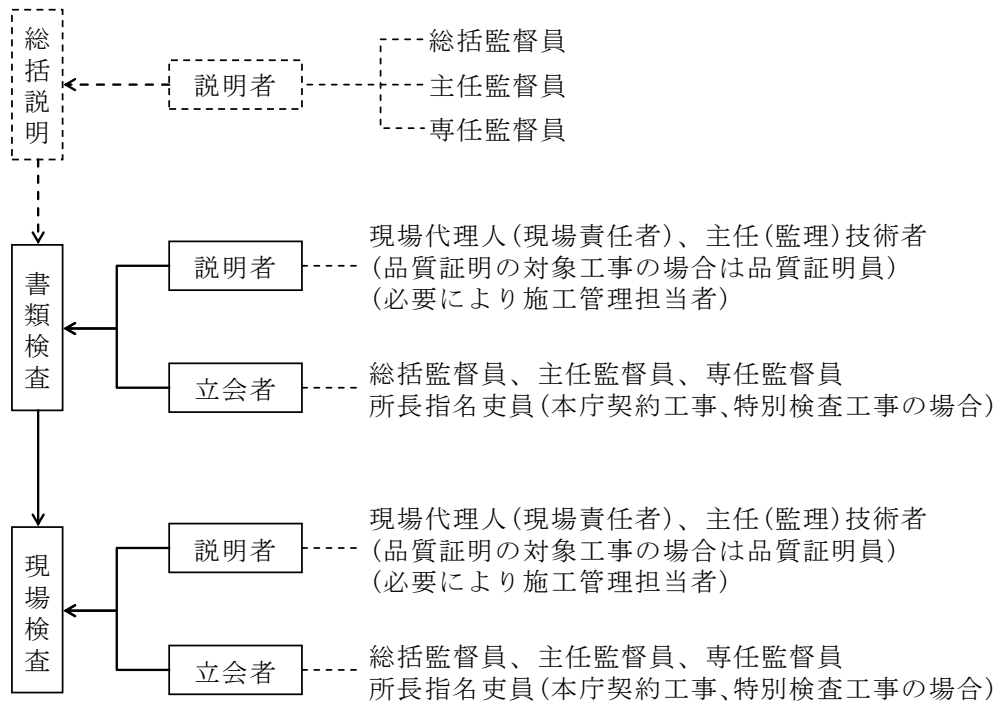 総括説明
説明者
総括監督員
主任監督員
専任監督員
書類検査
説明者
現場代理人(現場責任者)、主任(監理)技術者
(品質証明の対象工事の場合は品質証明員)
(必要により施工管理担当者)
立会者
総括監督員、主任監督員、専任監督員
所長指名吏員(本庁契約工事、特別検査工事の場合)
現場検査
説明者
現場代理人(現場責任者)、主任(監理)技術者
(品質証明の対象工事の場合は品質証明員)
(必要により施工管理担当者)
立会者
総括監督員、主任監督員、専任監督員
所長指名吏員(本庁契約工事、特別検査工事の場合)